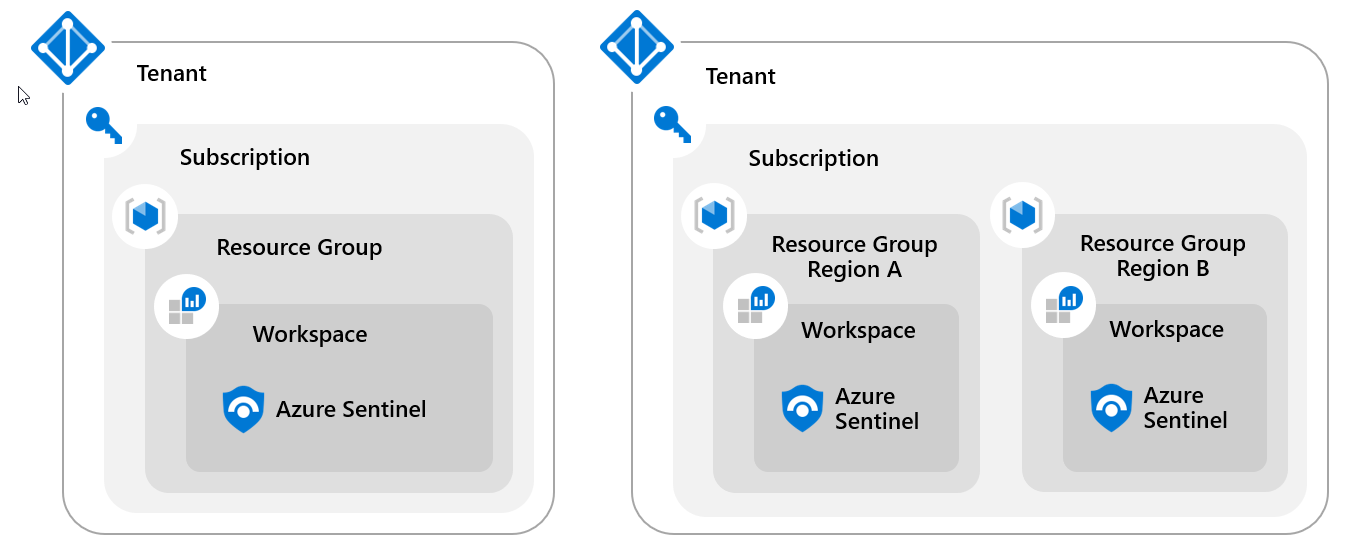 Tenant
Subscription
Resource Group
Workspace
Azure Sentinel
Tenant
Subscription
Resource Group
Region A
Workspace
Azure
Sentinel
Resource Group
Region B
Workspace
Azure
Sentinel